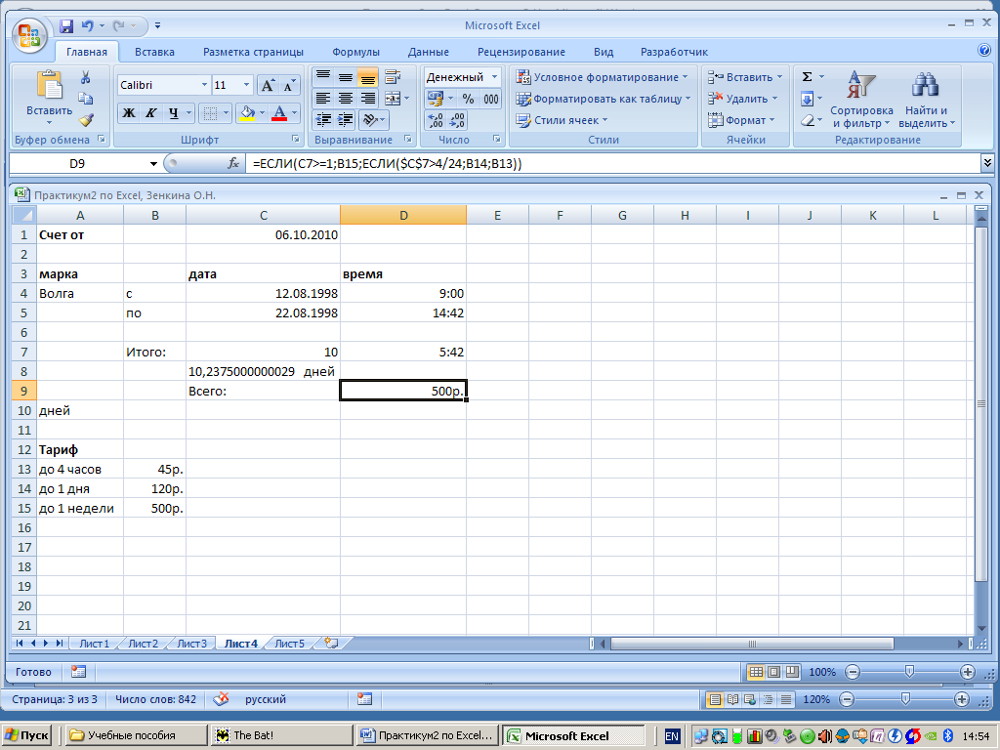 Microsoft Excel
Главная Вставка Разметка страницы Формулы Данные Рецензирование Вид Разработчик
Calibri 11 Денежный Условное форматирование Вставить Σ
Вставить Форматировать как таблицу Удалить Сортировка и фильтр Найти и выделить
Ж К Ч А % 000 Стили ячеек Формат
Буфер обмена Шрифт Выравнивание Число Стили Ячейки Редактирование
D9 fx =ЕСЛИ(C7>=1;B15;ЕСЛИ($C$7>4/24;B14;B13))
Практикум2 по Excel, Зенкина О.Н.
A B C D E F G H I J K L
1 Счет от 06.10.2010
2
3 марка дата время
4 Волга с 12.08.1998 9:00
5 по 22.08.1998 14:42
6
7 Итого: 10 5:42
8 10,2375000000029 дней
9 Всего: 500р.
10 дней
11
12 Тариф
13 до 4 часов 45р.
14 до 1 дня 120р.
15 до 1 недели 500р.
16
17
18
19
20
21
Лист1 Лист2 Лист3 Лист4 Лист5
Готово 100%
Страница: 3 из 3 Число слов: 842 русский 120%
Пуск Учебные пособия The Bat! Практикум2 по Excel... Microsoft Excel EN 14:54